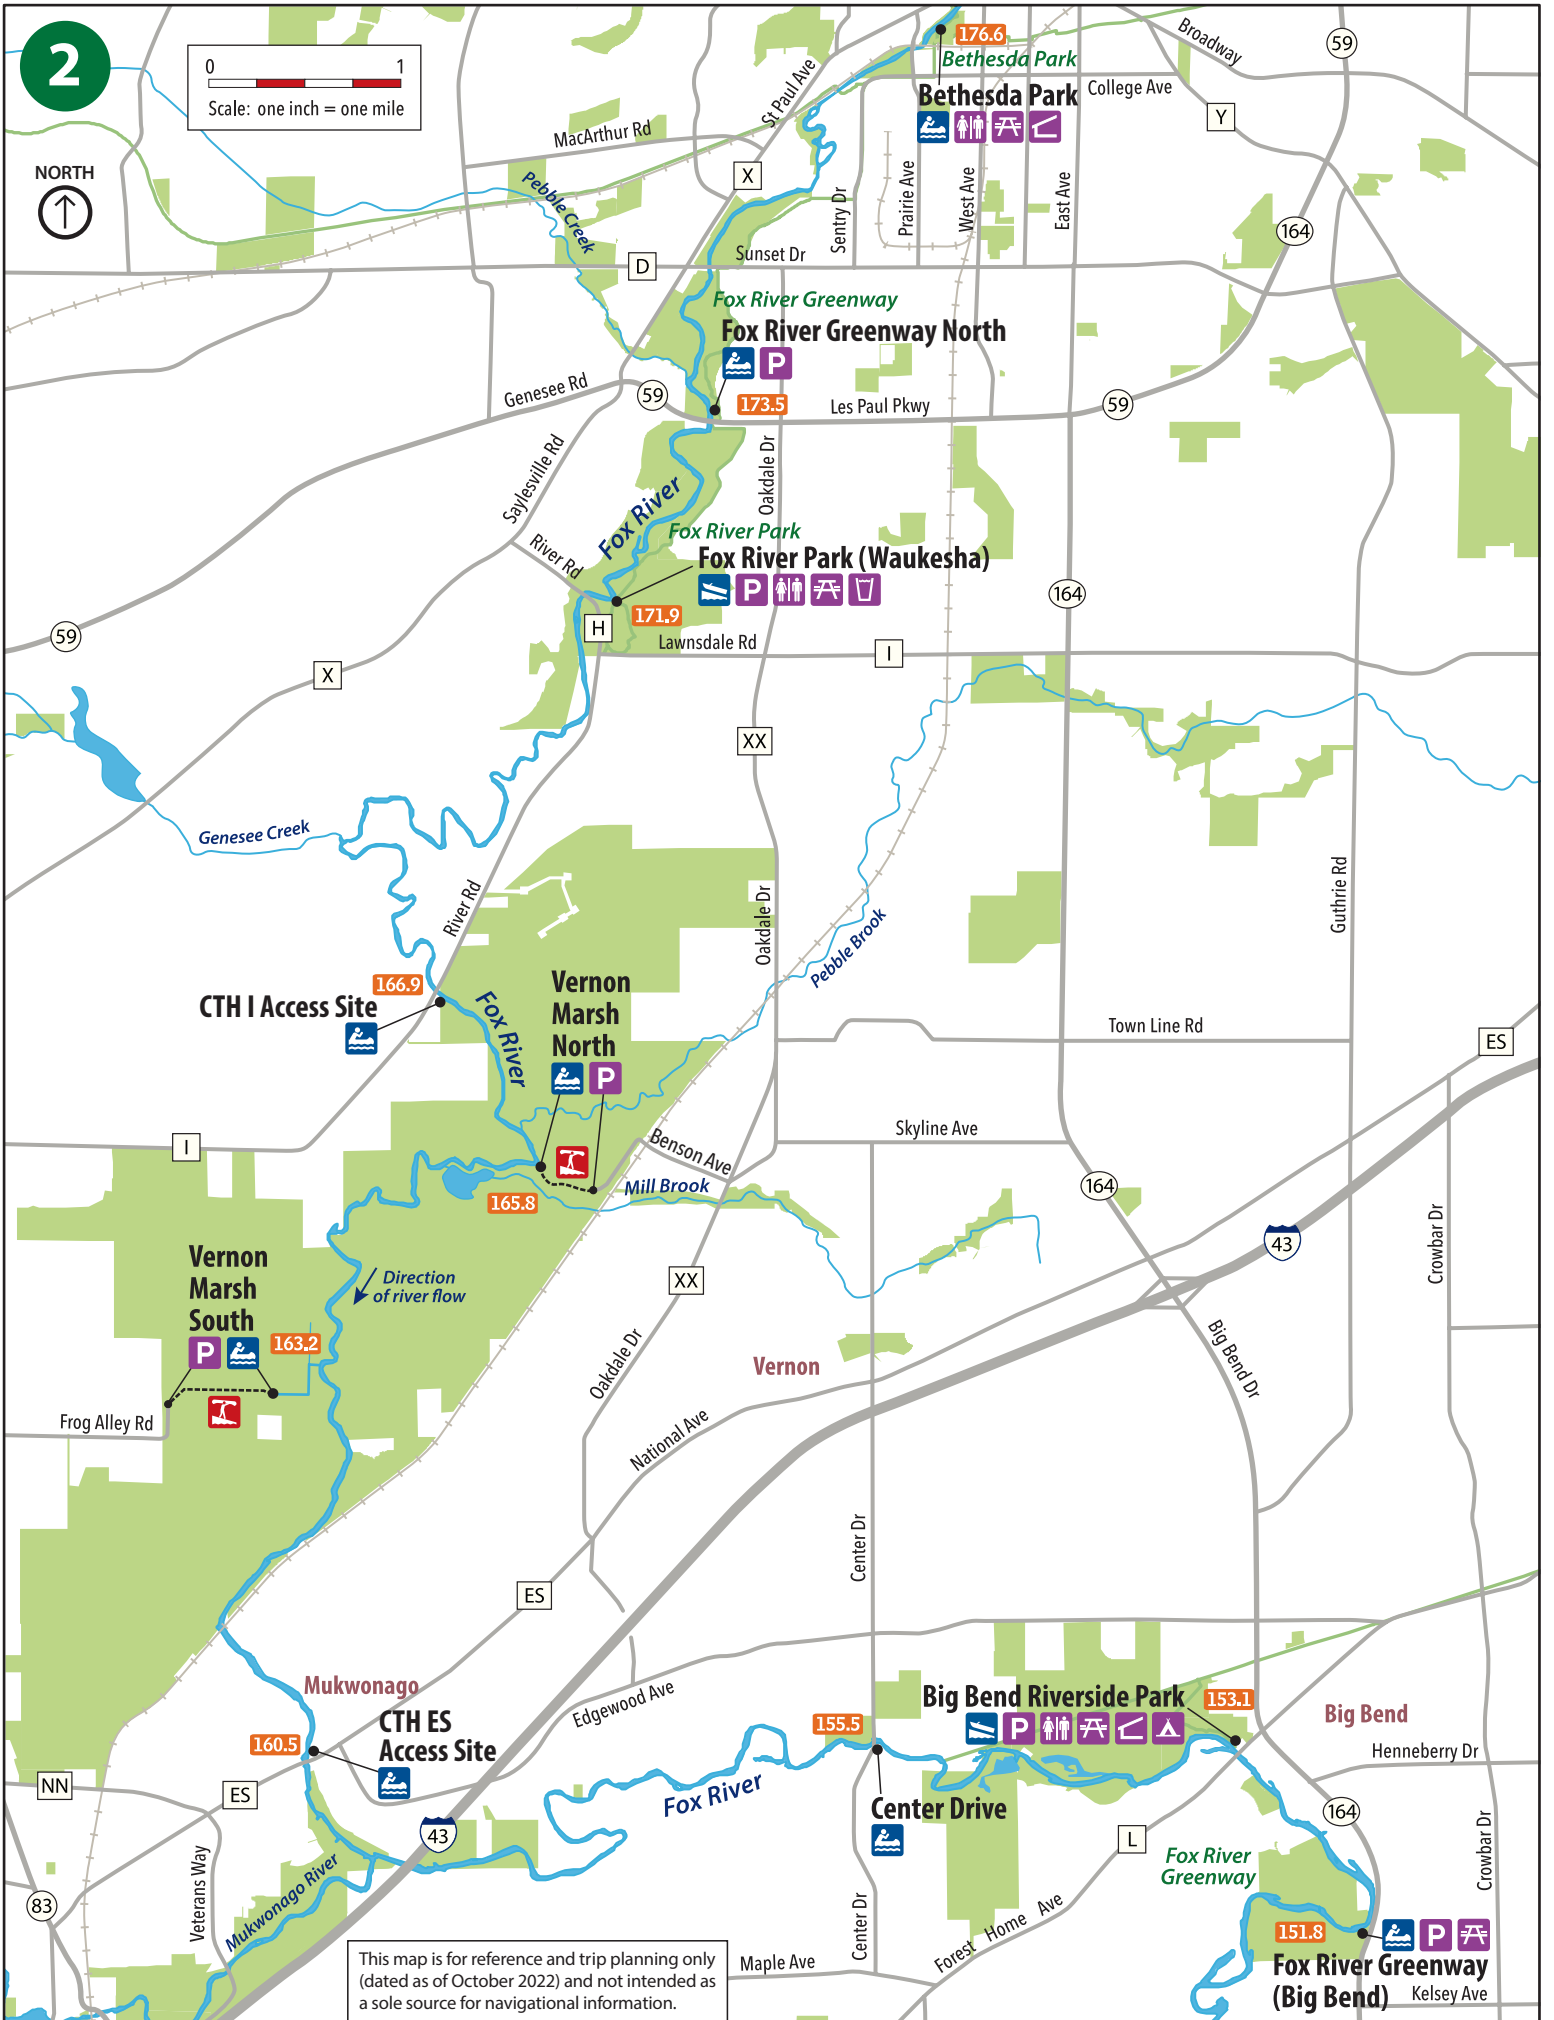 2
0 1
Scale: one inch = one mile
NORTH
176.6
Bethesda Park
Bethesda Park
Broadway
59
College Ave
Y
St Paul Ave
MacArthur Rd
X
Pebble Creek
Sentry Dr
Prairie Ave
West Ave
East Ave
164
D
Sunset Dr
Fox River Greenway
Fox River Greenway North
P
Genesee Rd
59
173.5
Les Paul Pkwy
59
Saylesville Rd
Oakdale Dr
Fox River
River Rd
Fox River Park
Fox River Park (Waukesha)
P
171.9
H
164
59
Lawnsdale Rd
I
X
XX
Genesee Creek
River Rd
Oakdale Dr
Pebble Brook
Guthrie Rd
166.9
CTH I Access Site
Fox River
Vernon
Marsh
North
P
Town Line Rd
ES
I
Skyline Ave
Benson Ave
165.8
Mill Brook
164
43
Crowbar Dr
Vernon
Marsh
South
P
163.2
Direction
of river flow
XX
Oakdale Dr
Vernon
Big Bend Dr
Frog Alley Rd
National Ave
Center Dr
ES
Mukwonago
CTH ES
Access Site
160.5
Edgewood Ave
155.5
Big Bend Riverside Park
P
153.1
Big Bend
Henneberry Dr
NN
ES
Fox River
Center Drive
43
L
164
Crowbar Dr
Fox River
Greenway
83
Veterans Way
Mukwonago River
Center Dr
Forest Home Ave
151.8
P
Fox River Greenway
(Big Bend)
Kelsey Ave
Maple Ave
This map is for reference and trip planning only
(dated as of October 2022) and not intended as
a sole source for navigational information.